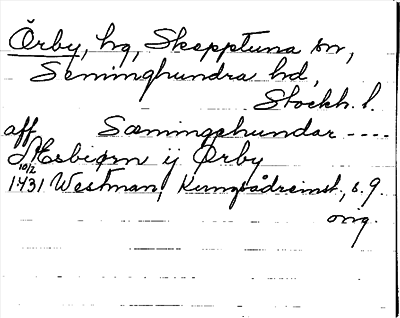 Örby, hg, Skepptuna sn,
Seminghundra hd,
Stockh. l.
aff Sæmingehundar ----
Æsbiørn ij Ørby
10/2
1431 Westman, Kungsådreinst., s. 9.
orig.